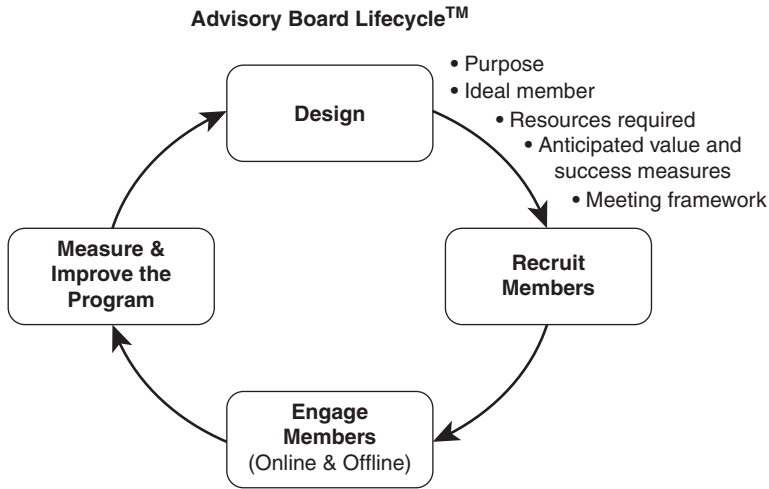 Advisory Board Lifecycle™
Design
• Purpose
• Ideal member
• Resources required
• Anticipated value and
success measures
• Meeting framework
Recruit
Members
Engage
Members
(Online & Offline)
Measure &
Improve the
Program